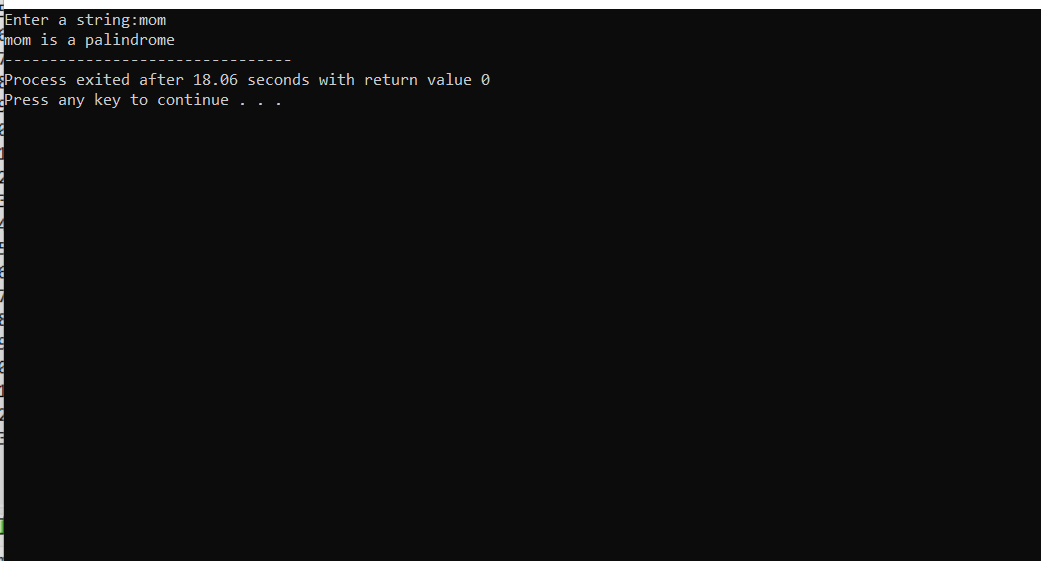 Enter a string:mom
mom is a palindrome
--------------------------------
Process exited after 18.06 seconds with return value 0
Press any key to continue . . .